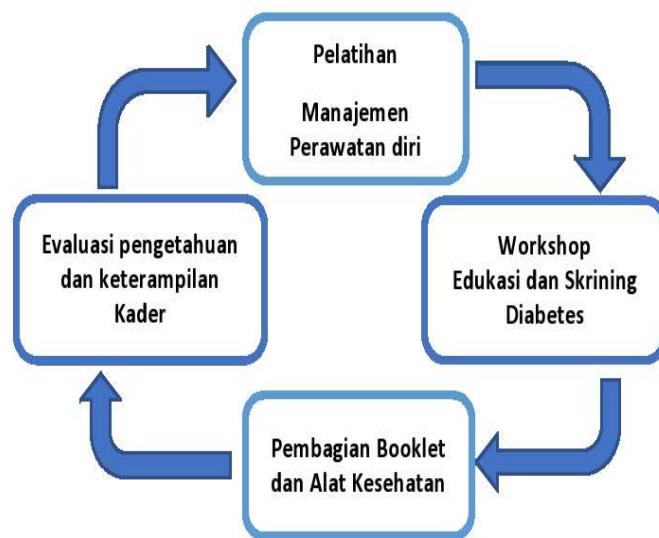 Pelatihan
Manajemen
Perawatan diri
Workshop
Edukasi dan Skrining
Diabetes
Pembagian Booklet
dan Alat Kesehatan
Evaluasi pengetahuan
dan keterampilan
Kader